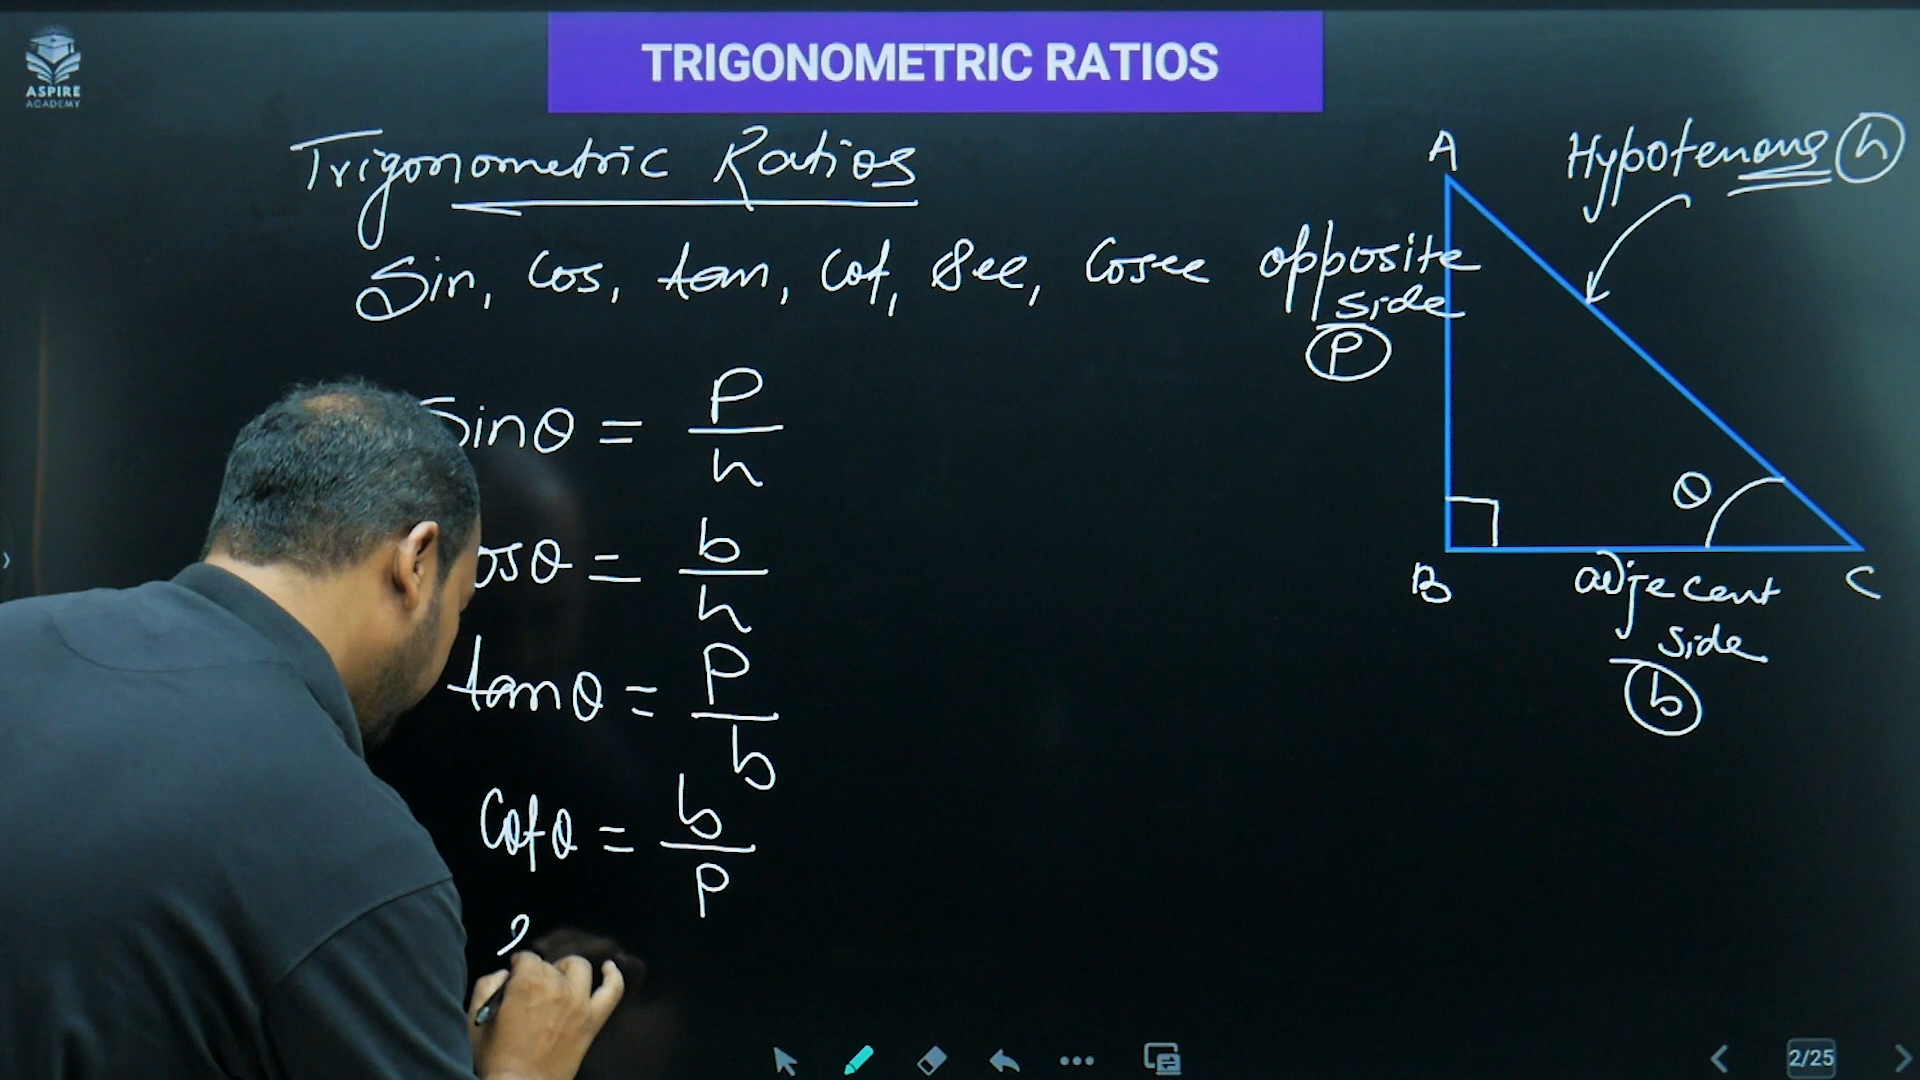 ASPIRE
ACADEMY
TRIGONOMETRIC RATIOS
Trigonometric Ratios
Sin, Cos, tan, Cot, Sec, Cosec
A
Hypotenous h
opposite
side
P
θ
B
C
adjecent
side
b
Sinθ = P/h
osθ = b/h
tanθ = P/b
Cotθ = b/P
2/25